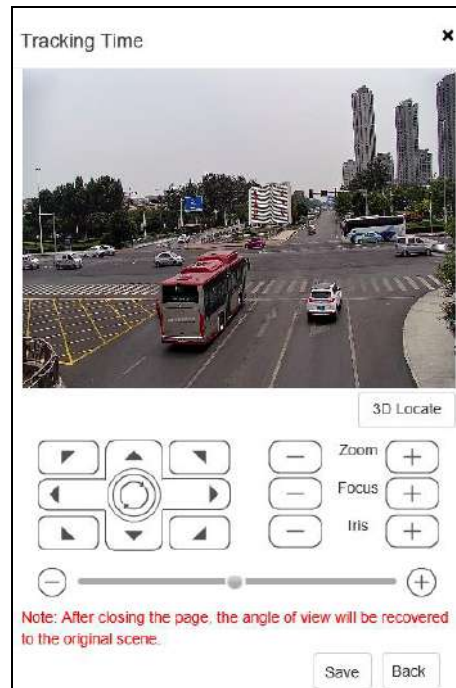 Tracking Time
3D Locate
Zoom
Focus
Iris
Note: After closing the page, the angle of view will be recovered
to the original scene.
Save Back